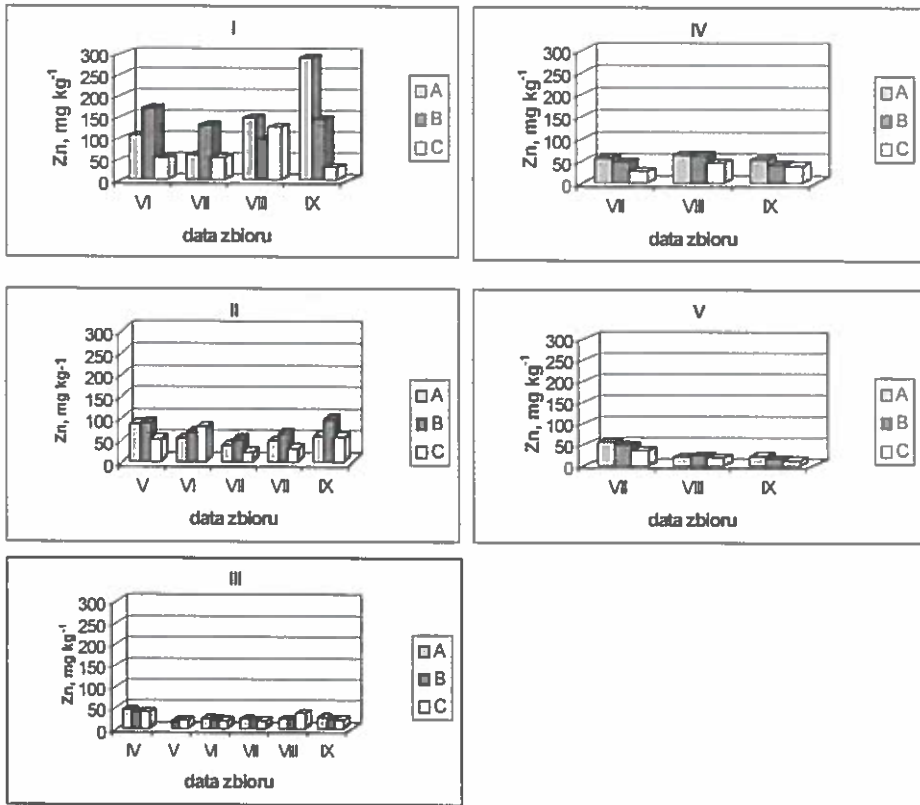 I
Zn, mg kg⁻¹
300
250
200
150
100
50
0
VI VII VIII IX
data zbioru
A
B
C
IV
Zn, mg kg⁻¹
300
250
200
150
100
50
0
VII VIII IX
data zbioru
A
B
C
II
Zn, mg kg-1
300
250
200
150
100
50
0
V VI VII VII IX
data zbioru
A
B
C
V
Zn, mg kg⁻¹
300
250
200
150
100
50
0
VII VIII IX
data zbioru
A
B
C
III
Zn, mg kg⁻¹
300
250
200
150
100
50
0
IV V VI VII VIII IX
data zbioru
A
B
C